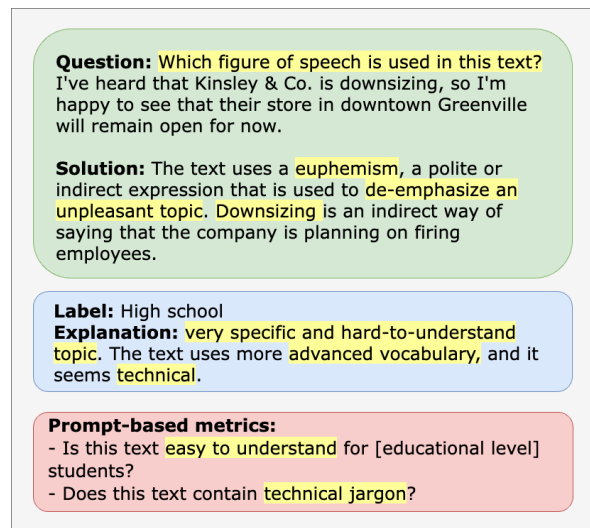 Question: Which figure of speech is used in this text?
I've heard that Kinsley & Co. is downsizing, so I'm
happy to see that their store in downtown Greenville
will remain open for now.
Solution: The text uses a euphemism, a polite or
indirect expression that is used to de-emphasize an
unpleasant topic. Downsizing is an indirect way of
saying that the company is planning on firing
employees.
Label: High school
Explanation: very specific and hard-to-understand
topic. The text uses more advanced vocabulary, and it
seems technical.
Prompt-based metrics:
- Is this text easy to understand for [educational level]
students?
- Does this text contain technical jargon?